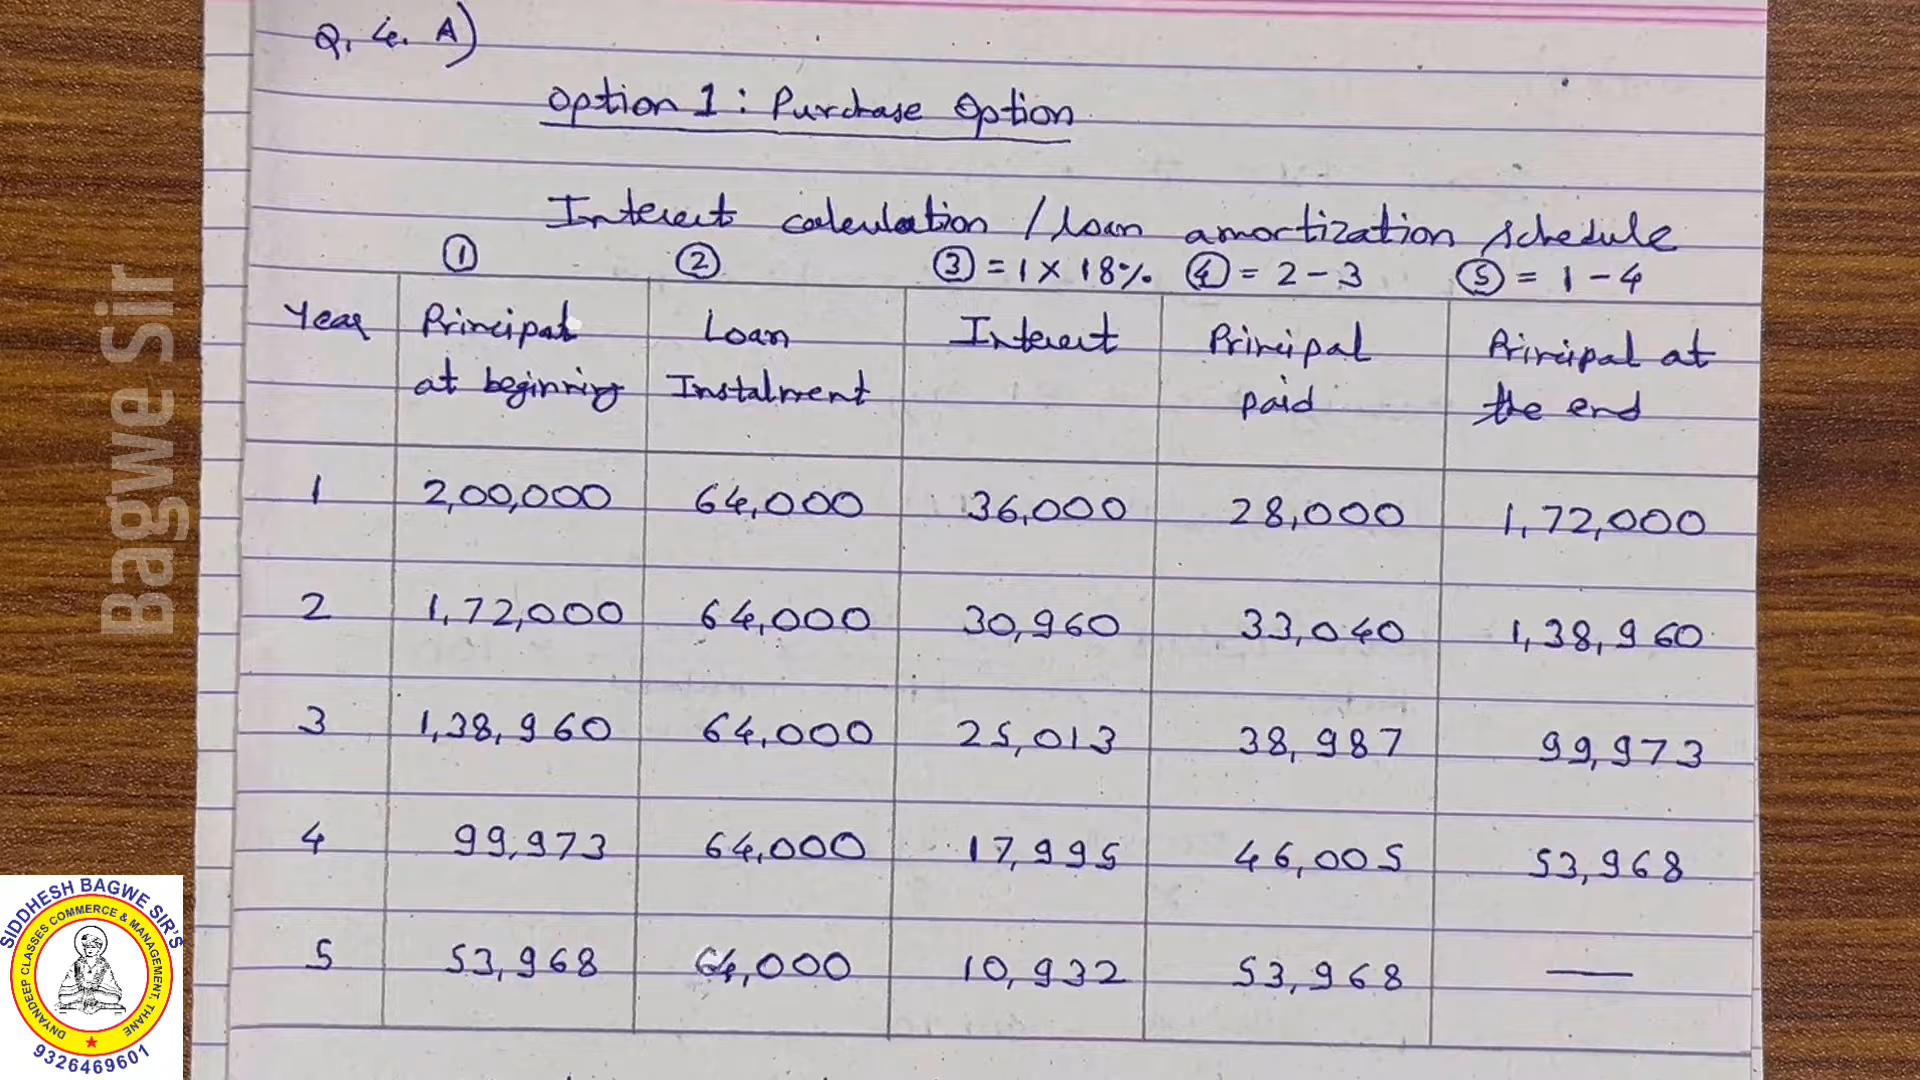 Q. 4. A)
Option 1 : Purchase Option
Interest calculation / loan amortization schedule
① ② ③ = 1 × 18% ④ = 2 - 3 ⑤ = 1 - 4
Year Principal at beginning Loan Instalment Interest Principal paid Principal at the end
1 2,00,000 64,000 36,000 28,000 1,72,000
2 1,72,000 64,000 30,960 33,040 1,38,960
3 1,38,960 64,000 25,013 38,987 99,973
4 99,973 64,000 17,995 46,005 53,968
5 53,968 64,000 10,932 53,968 —
Bagwe Sir
SIDDHESH BAGWE SIR'S
DNYANDEEP CLASSES COMMERCE & MANAGEMENT, THANE
9326469601